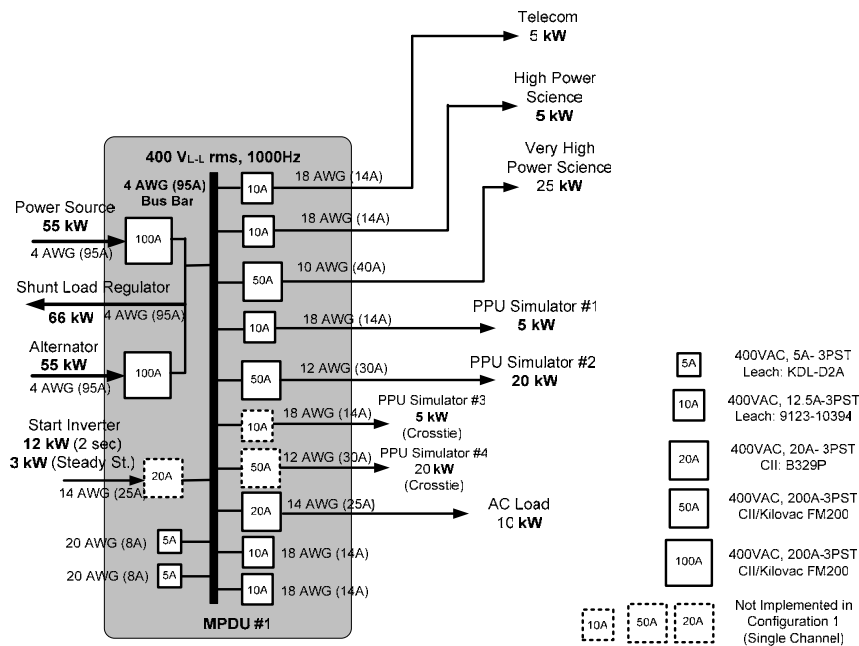 Telecom
5 kW
High Power
Science
5 kW
Very High
Power Science
25 kW
400 VL-L rms, 1000Hz
4 AWG (95A)
Bus Bar
Power Source
55 kW
4 AWG (95A)
100A
Shunt Load Regulator
66 kW
4 AWG (95A)
Alternator
55 kW
4 AWG (95A)
100A
Start Inverter
12 kW (2 sec)
3 kW (Steady St.)
14 AWG (25A)
20A
20 AWG (8A)
5A
20 AWG (8A)
5A
10A
18 AWG (14A)
10A
18 AWG (14A)
50A
10 AWG (40A)
10A
18 AWG (14A)
PPU Simulator #1
5 kW
50A
12 AWG (30A)
PPU Simulator #2
20 kW
10A
18 AWG (14A)
PPU Simulator #3
5 kW
(Crosstie)
50A
12 AWG (30A)
PPU Simulator #4
20 kW
(Crosstie)
20A
14 AWG (25A)
AC Load
10 kW
10A
18 AWG (14A)
10A
18 AWG (14A)
MPDU #1
5A
400VAC, 5A- 3PST
Leach: KDL-D2A
10A
400VAC, 12.5A-3PST
Leach: 9123-10394
20A
400VAC, 20A- 3PST
CII: B329P
50A
400VAC, 200A-3PST
CII/Kilovac FM200
100A
400VAC, 200A-3PST
CII/Kilovac FM200
10A
50A
20A
Not Implemented in
Configuration 1
(Single Channel)